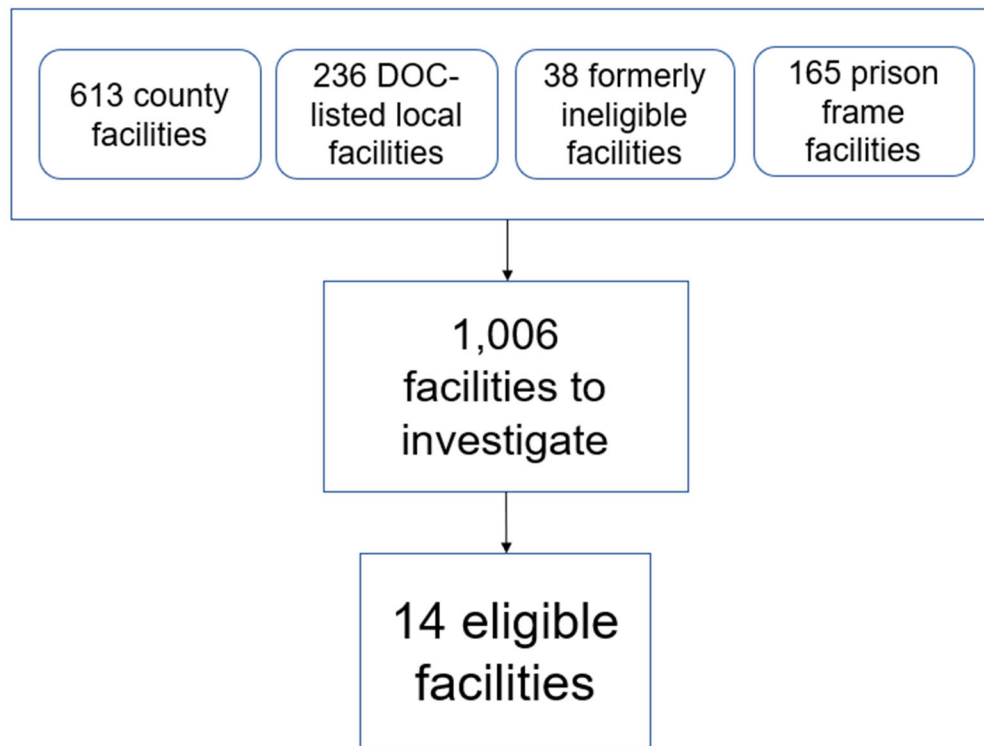 613 county
facilities
236 DOC-
listed local
facilities
38 formerly
ineligible
facilities
165 prison
frame
facilities
1,006
facilities to
investigate
14 eligible
facilities